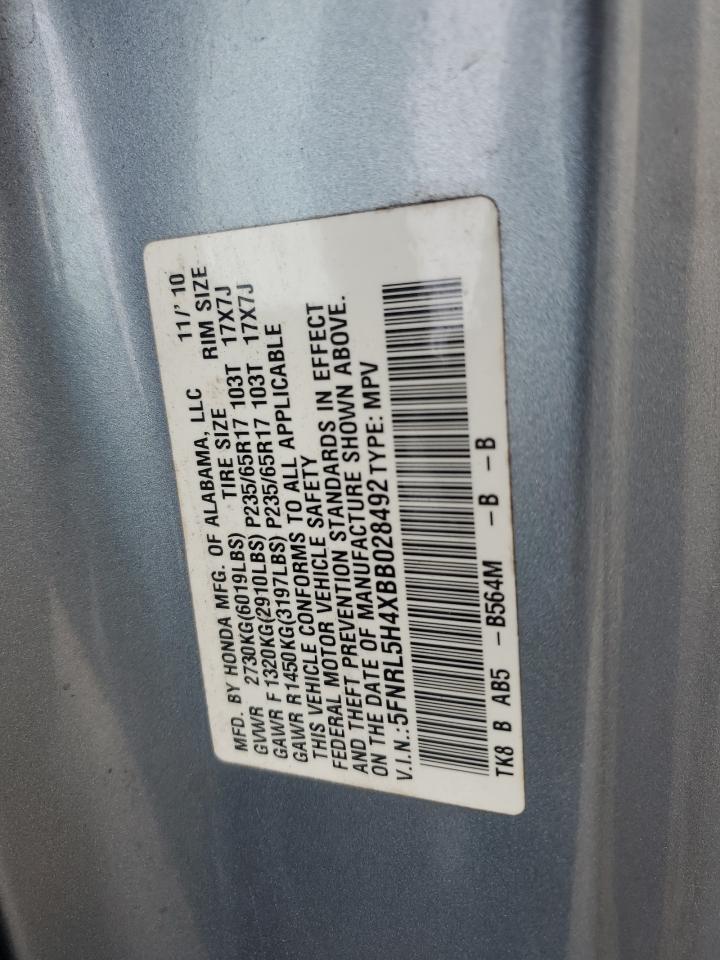 MFD. BY HONDA MFG. OF ALABAMA, LLC 11/' 10
TIRE SIZE RIM SIZE
GVWR 2730KG(6019LBS)
GAWR F 1320KG(2910LBS) P235/65R17 103T 17X7J
GAWR R1450KG(3197LBS) P235/65R17 103T 17X7J
THIS VEHICLE CONFORMS TO ALL APPLICABLE
FEDERAL MOTOR VEHICLE SAFETY
AND THEFT PREVENTION STANDARDS IN EFFECT
ON THE DATE OF MANUFACTURE SHOWN ABOVE.
V.I.N.:5FNRL5H4XBB028492 TYPE: MPV
TK8 B AB5 -B564M -B -B